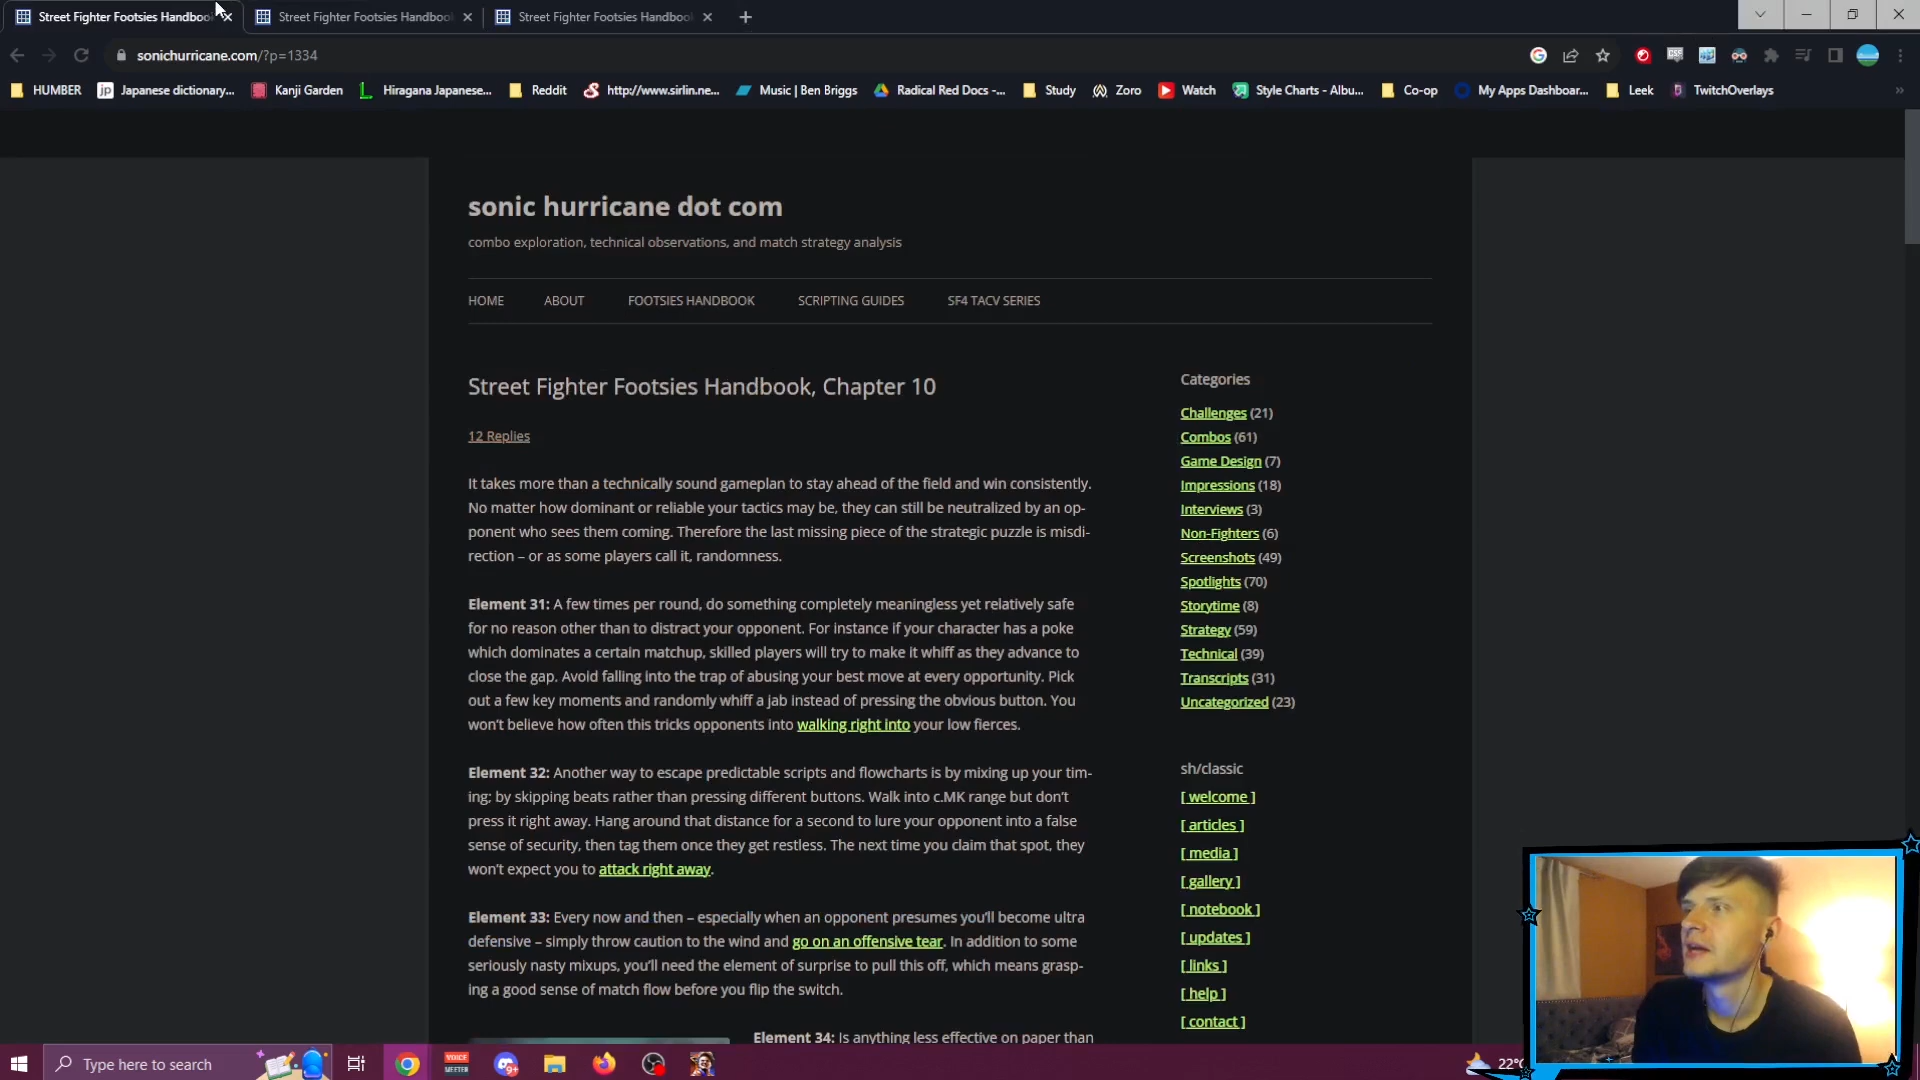 Street Fighter Footsies Handboo
Street Fighter Footsies Handboo
Street Fighter Footsies Handboo
sonichurricane.com/?p=1334
HUMBER
jp Japanese dictionary...
Kanji Garden
Hiragana Japanese...
Reddit
http://www.sirlin.ne...
Music | Ben Briggs
Radical Red Docs -...
Study
Zoro
Watch
Style Charts - Albu...
Co-op
My Apps Dashboar...
Leek
TwitchOverlays
sonic hurricane dot com
combo exploration, technical observations, and match strategy analysis
HOME ABOUT FOOTSIES HANDBOOK SCRIPTING GUIDES SF4 TACV SERIES
Street Fighter Footsies Handbook, Chapter 10
12 Replies
It takes more than a technically sound gameplan to stay ahead of the field and win consistently.
No matter how dominant or reliable your tactics may be, they can still be neutralized by an op-
ponent who sees them coming. Therefore the last missing piece of the strategic puzzle is misdi-
rection – or as some players call it, randomness.
Element 31: A few times per round, do something completely meaningless yet relatively safe
for no reason other than to distract your opponent. For instance if your character has a poke
which dominates a certain matchup, skilled players will try to make it whiff as they advance to
close the gap. Avoid falling into the trap of abusing your best move at every opportunity. Pick
out a few key moments and randomly whiff a jab instead of pressing the obvious button. You
won't believe how often this tricks opponents into walking right into your low fierces.
Element 32: Another way to escape predictable scripts and flowcharts is by mixing up your tim-
ing; by skipping beats rather than pressing different buttons. Walk into c.MK range but don't
press it right away. Hang around that distance for a second to lure your opponent into a false
sense of security, then tag them once they get restless. The next time you claim that spot, they
won't expect you to attack right away.
Element 33: Every now and then – especially when an opponent presumes you'll become ultra
defensive – simply throw caution to the wind and go on an offensive tear. In addition to some
seriously nasty mixups, you'll need the element of surprise to pull this off, which means grasp-
ing a good sense of match flow before you flip the switch.
Element 34: Is anything less effective on paper than
Categories
Challenges (21)
Combos (61)
Game Design (7)
Impressions (18)
Interviews (3)
Non-Fighters (6)
Screenshots (49)
Spotlights (70)
Storytime (8)
Strategy (59)
Technical (39)
Transcripts (31)
Uncategorized (23)
sh/classic
[ welcome ]
[ articles ]
[ media ]
[ gallery ]
[ notebook ]
[ updates ]
[ links ]
[ help ]
[ contact ]
Type here to search
VOICE
MEETER
22°C